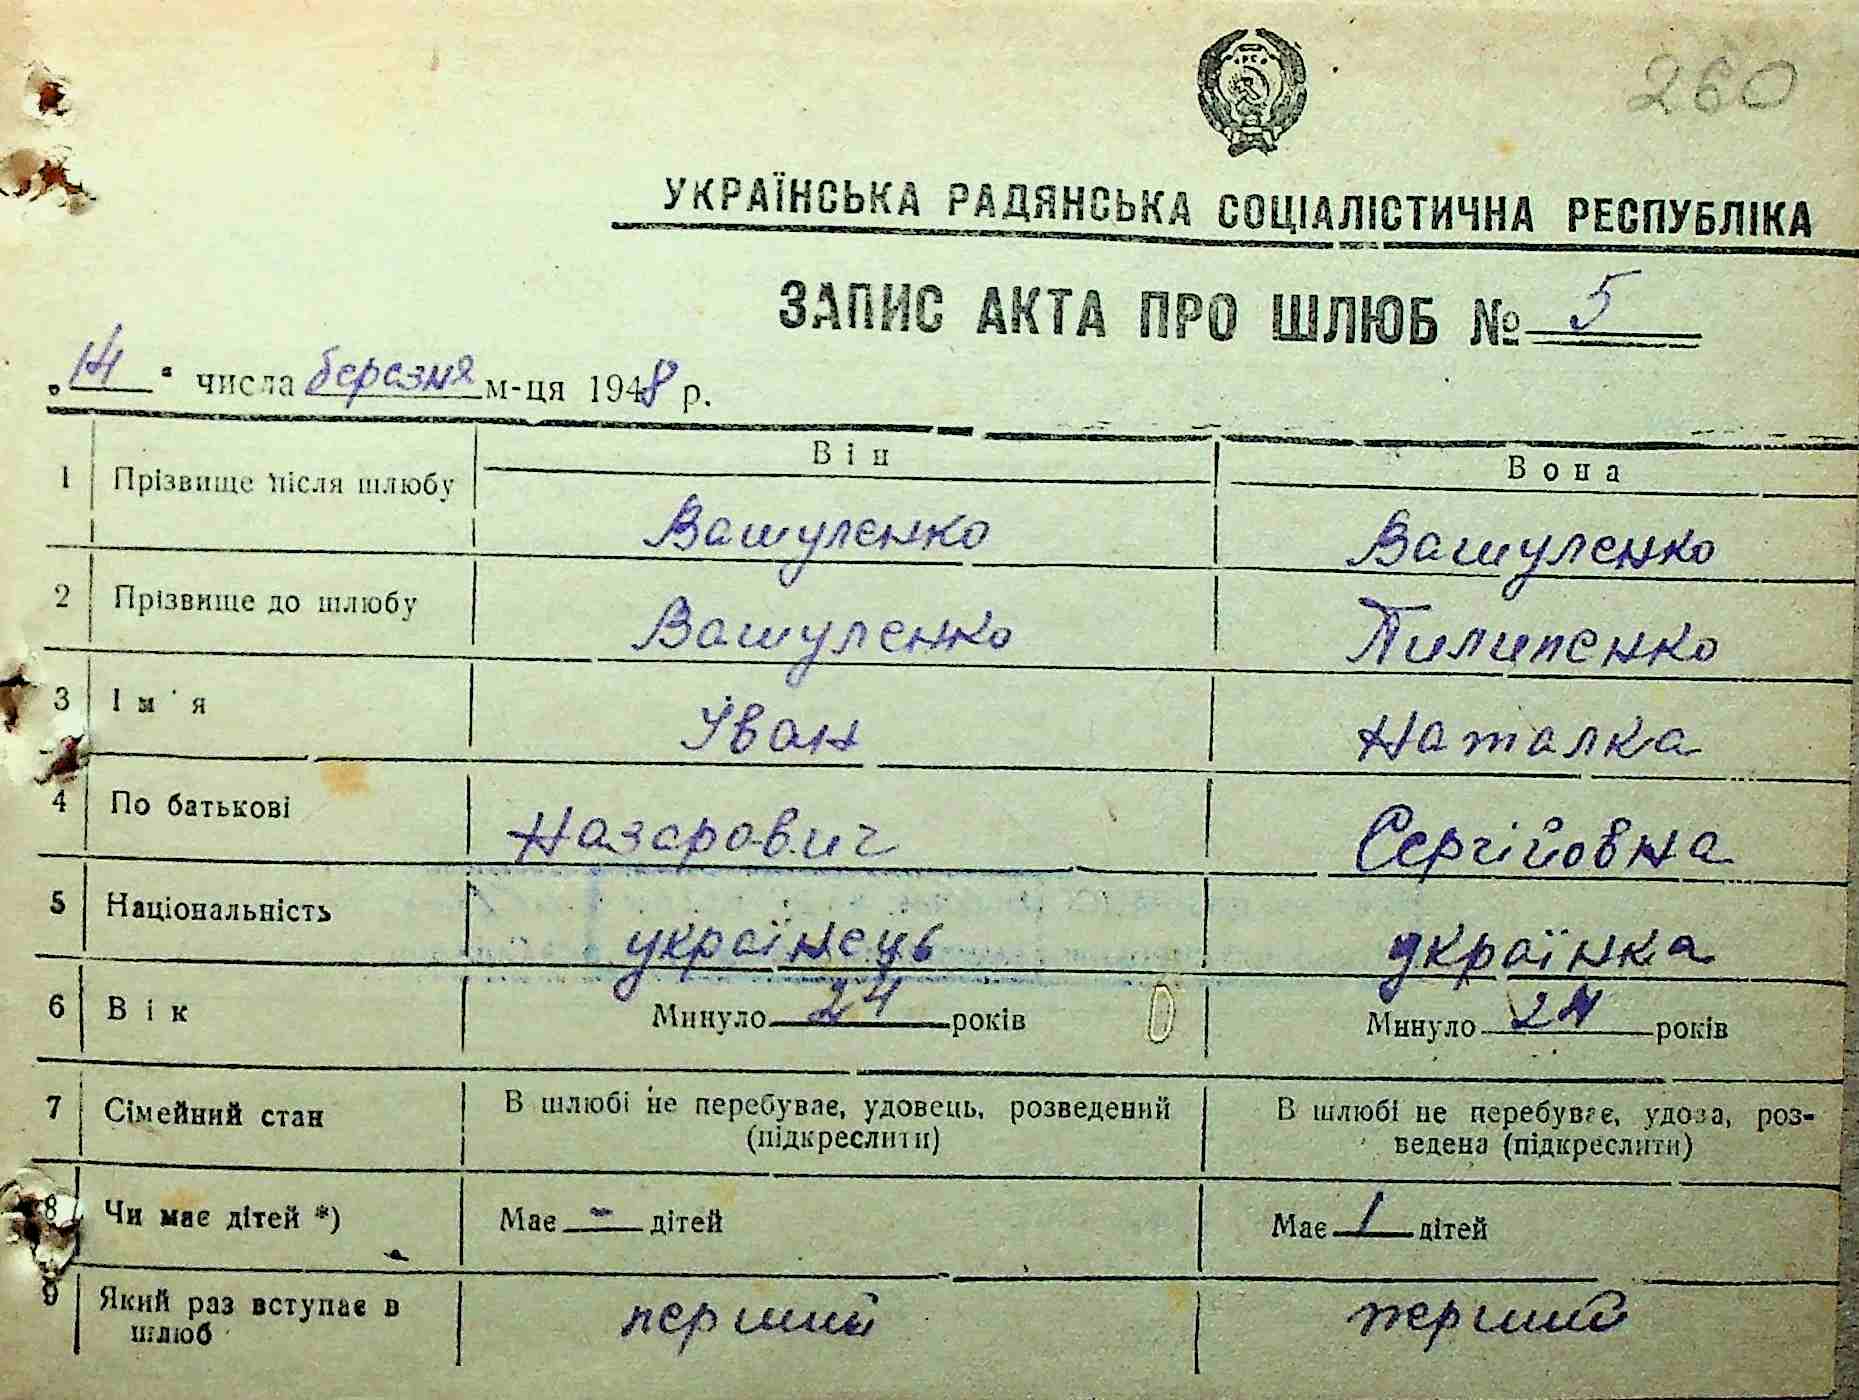 260
УКРАЇНСЬКА РАДЯНСЬКА СОЦІАЛІСТИЧНА РЕСПУБЛІКА
ЗАПИС АКТА ПРО ШЛЮБ № 5
„14“ числа березня м-ця 1948 р.
Він Вона
1 Прізвище після шлюбу Вашуленко Вашуленко
2 Прізвище до шлюбу Вашуленко Пилипенко
3 Ім'я Іван Наталка
4 По батькові Назарович Сергійовна
5 Національність українець українка
6 Вік Минуло 24 років Минуло 24 років
7 Сімейний стан В шлюбі не перебуває, удовець, розведений В шлюбі не перебуває, удова, роз-
(підкреслити) ведена (підкреслити)
8 Чи має дітей *) Має - дітей Має 1 дітей
9 Який раз вступає в перший перший
шлюб